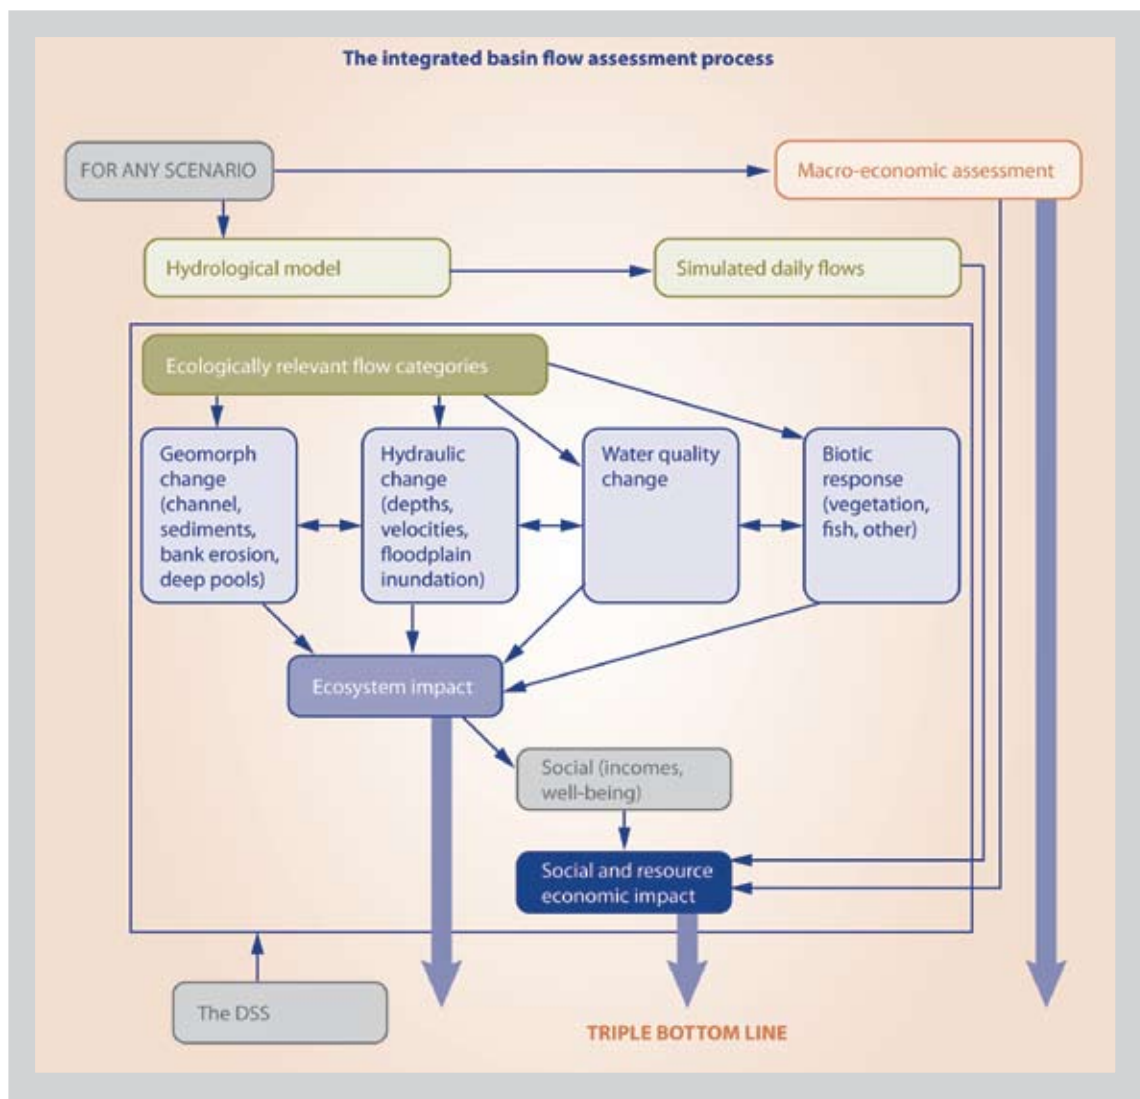 The integrated basin flow assessment process
FOR ANY SCENARIO
Macro-economic assessment
Hydrological model
Simulated daily flows
Ecologically relevant flow categories
Geomorph
change
(channel,
sediments,
bank erosion,
deep pools)
Hydraulic
change
(depths,
velocities,
floodplain
inundation)
Water quality
change
Biotic
response
(vegetation,
fish, other)
Ecosystem impact
Social (incomes,
well-being)
Social and resource
economic impact
The DSS
TRIPLE BOTTOM LINE